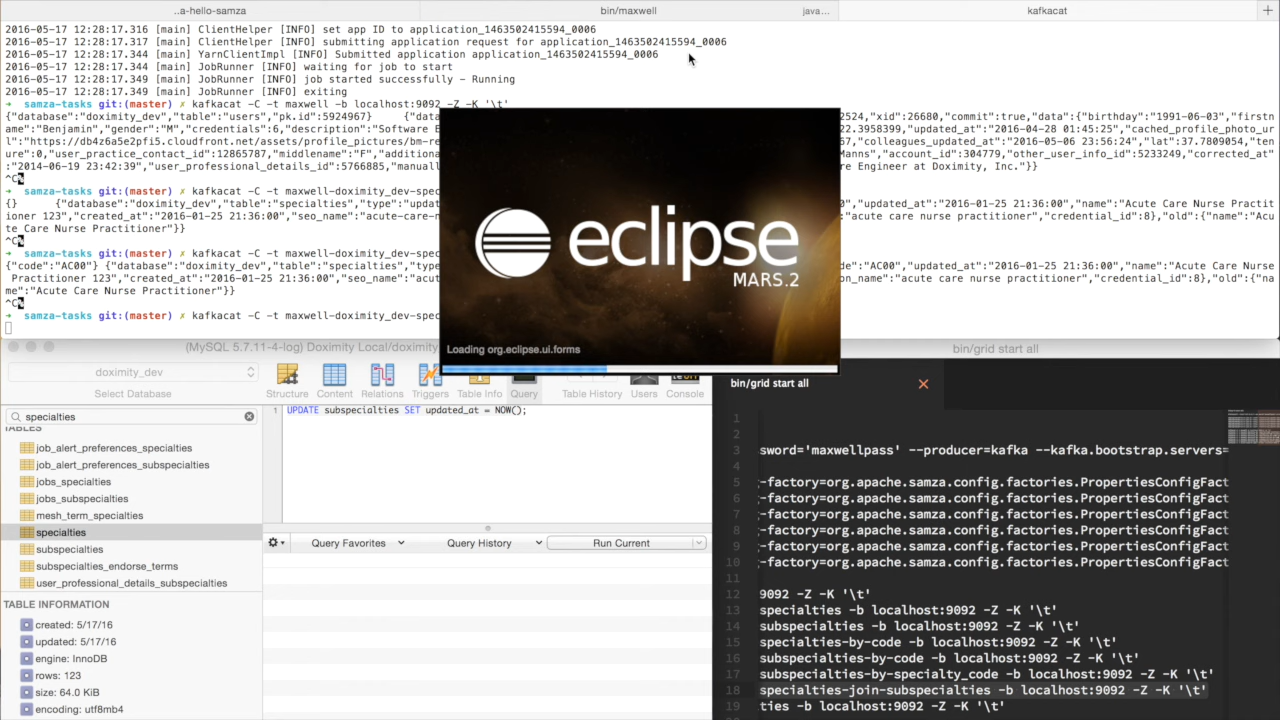 ..a-hello-samza
bin/maxwell
java...
kafkacat
2016-05-17 12:28:17.316 [main] ClientHelper [INFO] set app ID to application_1463502415594_0006
2016-05-17 12:28:17.317 [main] ClientHelper [INFO] submitting application request for application_1463502415594_0006
2016-05-17 12:28:17.344 [main] YarnClientImpl [INFO] Submitted application application_1463502415594_0006
2016-05-17 12:28:17.344 [main] JobRunner [INFO] waiting for job to start
2016-05-17 12:28:17.349 [main] JobRunner [INFO] job started successfully - Running
2016-05-17 12:28:17.349 [main] JobRunner [INFO] exiting
➜ samza-tasks git:(master) ✗ kafkacat -C -t maxwell -b localhost:9092 -Z -K '\t'
{"database":"doximity_dev","table":"users","pk.id":5924967} {"dat 2524,"xid":26680,"commit":true,"data":{"birthday":"1991-06-03","firstn
ame":"Benjamin","gender":"M","credentials":6,"description":"Software E 22.3958399,"updated_at":"2016-04-28 01:45:25","cached_profile_photo_ur
l":"https://db4z6a5e2pfi5.cloudfront.net/assets/profile_pictures/bm-re 67,"colleagues_updated_at":"2016-05-06 23:56:24","lat":37.7809054,"ten
ure":0,"user_practice_contact_id":12865787,"middlename":"F","addition Manns","account_id":304779,"other_user_info_id":5233249,"corrected_at"
:"2014-06-19 23:42:39","user_professional_details_id":5766885,"manuall re Engineer at Doximity, Inc."}}
^C
➜ samza-tasks git:(master) ✗ kafkacat -C -t maxwell-doximity_dev-spec
{} {"database":"doximity_dev","table":"specialties","type":"upda 0","updated_at":"2016-01-25 21:36:00","name":"Acute Care Nurse Practit
ioner 123","created_at":"2016-01-25 21:36:00","seo_name":"acute-care-n "acute care nurse practitioner","credential_id":8},"old":{"name":"Acu
te Care Nurse Practitioner"}}
^C
➜ samza-tasks git:(master) ✗ kafkacat -C -t maxwell-doximity_dev-spec
{"code":"AC00"} {"database":"doximity_dev","table":"specialties","type de":"AC00","updated_at":"2016-01-25 21:36:00","name":"Acute Care Nurse
Practitioner 123","created_at":"2016-01-25 21:36:00","seo_name":"acut on_name":"acute care nurse practitioner","credential_id":8},"old":{"na
me":"Acute Care Nurse Practitioner"}}
^C
➜ samza-tasks git:(master) ✗ kafkacat -C -t maxwell-doximity_dev-spec
eclipse
MARS.2
Loading org.eclipse.ui.forms
(MySQL 5.7.11-4-log) Doximity Local/doximity
doximity_dev
Select Database
Structure
Content
Relations
Triggers
Table Info
Query
Table History
Users
Console
specialties
TABLES
job_alert_preferences_specialties
job_alert_preferences_subspecialties
jobs_specialties
jobs_subspecialties
mesh_term_specialties
specialties
subspecialties
subspecialties_endorse_terms
user_professional_details_subspecialties
TABLE INFORMATION
created: 5/17/16
updated: 5/17/16
engine: InnoDB
rows: 123
size: 64.0 KiB
encoding: utf8mb4
1 UPDATE subspecialties SET updated_at = NOW();
Query Favorites
Query History
Run Current
bin/grid start all
bin/grid start all
1
2
3 sword='maxwellpass' --producer=kafka --kafka.bootstrap.servers=
4
5 -factory=org.apache.samza.config.factories.PropertiesConfigFact
6 -factory=org.apache.samza.config.factories.PropertiesConfigFact
7 -factory=org.apache.samza.config.factories.PropertiesConfigFact
8 -factory=org.apache.samza.config.factories.PropertiesConfigFact
9 -factory=org.apache.samza.config.factories.PropertiesConfigFact
10 -factory=org.apache.samza.config.factories.PropertiesConfigFact
11
12 9092 -Z -K '\t'
13 specialties -b localhost:9092 -Z -K '\t'
14 subspecialties -b localhost:9092 -Z -K '\t'
15 specialties-by-code -b localhost:9092 -Z -K '\t'
16 subspecialties-by-code -b localhost:9092 -Z -K '\t'
17 subspecialties-by-specialty_code -b localhost:9092 -Z -K '\t'
18 specialties-join-subspecialties -b localhost:9092 -Z -K '\t'
19 ties -b localhost:9092 -Z -K '\t'